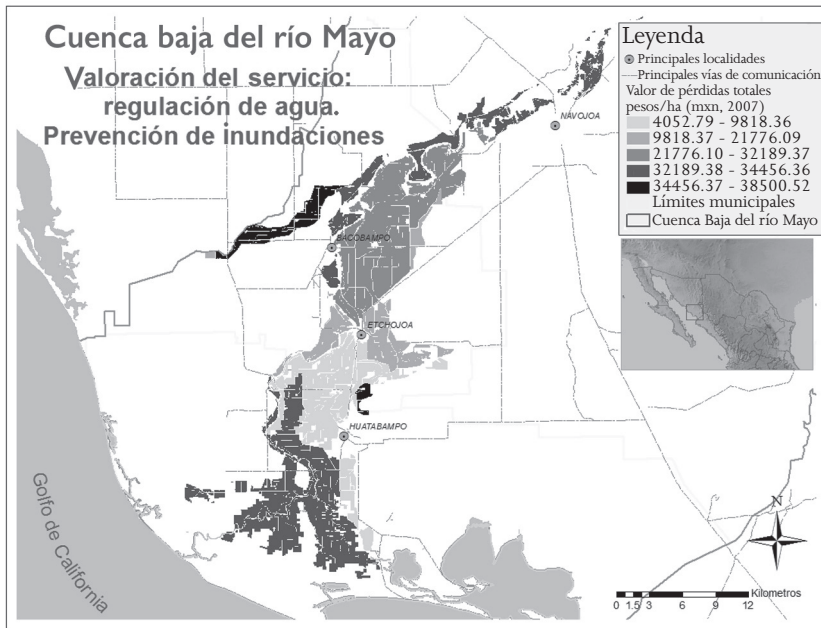 Cuenca baja del río Mayo
Valoración del servicio:
regulación de agua.
Prevención de inundaciones
Leyenda
Principales localidades
Principales vías de comunicación
Valor de pérdidas totales
pesos/ha (mxn, 2007)
4052.79 - 9818.36
9818.37 - 21776.09
21776.10 - 32189.37
32189.38 - 34456.36
34456.37 - 38500.52
Límites municipales
Cuenca Baja del río Mayo
NAVOJOA
BACOBAMPO
ETCHOJOA
HUATABAMPO
Golfo de California
N
0 1.5 3 6 9 12 Kilometros